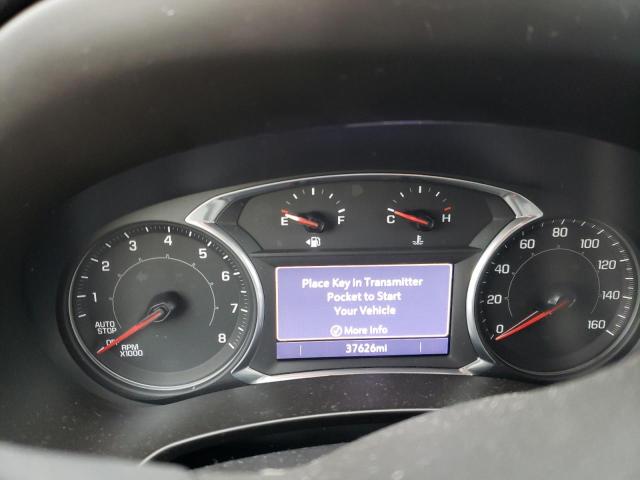 E F
C H
1 2 3 4 5 6 7 8
AUTO
STOP
RPM
X1000
Place Key in Transmitter
Pocket to Start
Your Vehicle
More Info
37626mi
0 20 40 60 80 100 120 140 160